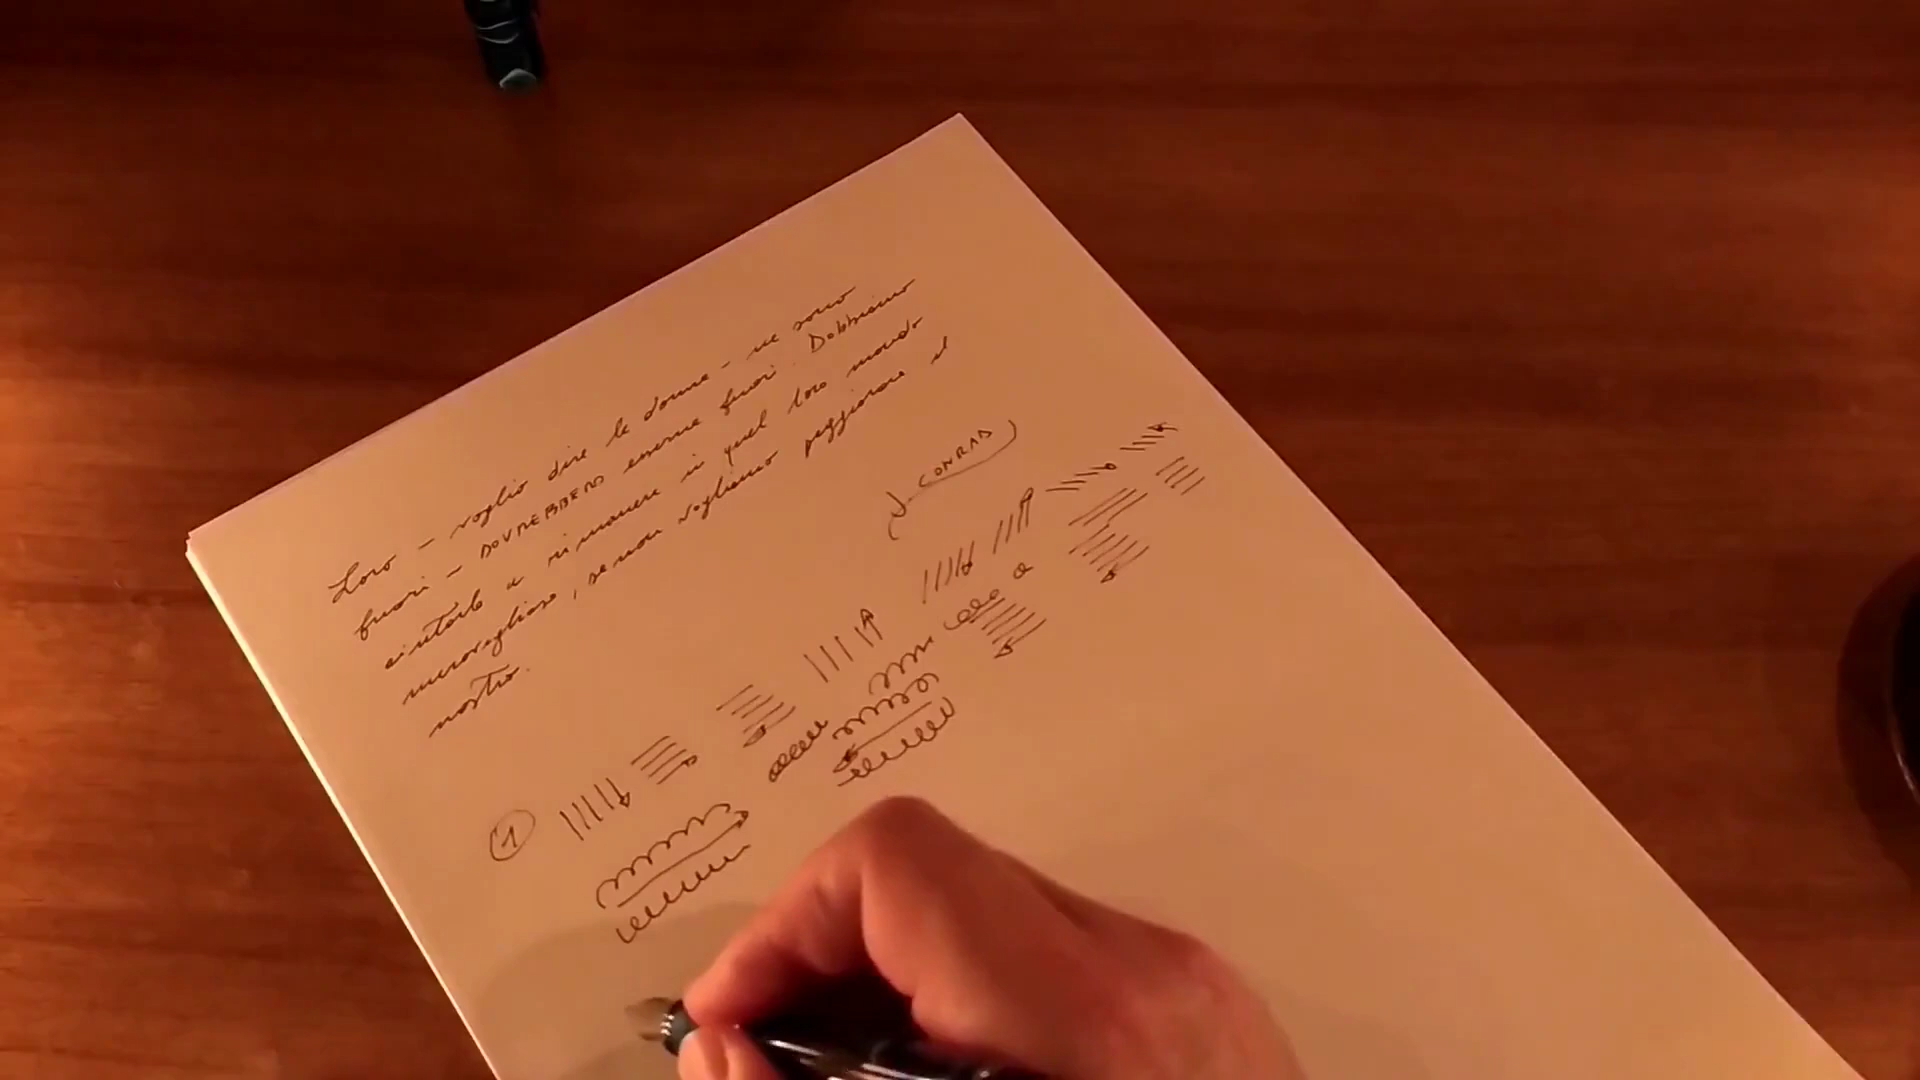 Loro - voglio dire le donne - ne sono
fuori - DOVREBBERO esserne fuori. Dobbiamo
aiutarle a rimanere in quel loro mondo
meraviglioso, se non vogliamo peggiorare il
nostro.
J. CONRAD
1